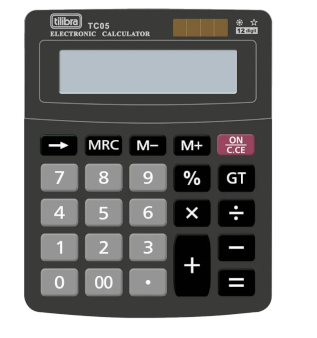 tilibra TC05
ELECTRONIC CALCULATOR
12 digit
→ MRC M− M+ ON C.CE
7 8 9 % GT
4 5 6 × ÷
1 2 3 + −
0 00 · =